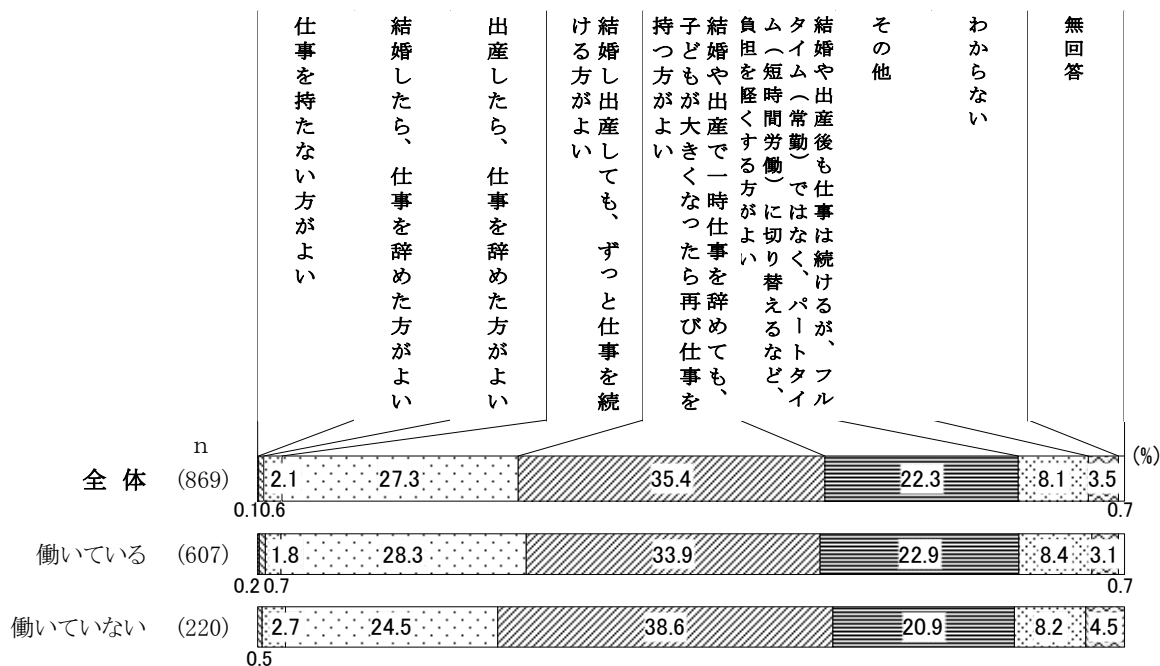 仕事を持たない方がよい
結婚したら、仕事を辞めた方がよい
出産したら、仕事を辞めた方がよい
結婚し出産しても、ずっと仕事を続
ける方がよい
結婚や出産で一時仕事を辞めても、
子どもが大きくなったら再び仕事を
持つ方がよい
結婚や出産後も仕事は続けるが、フル
タイム（常勤）ではなく、パートタイ
ム（短時間労働）に切り替えるなど、
負担を軽くする方がよい
その他
わからない
無回答
n
(%)
全 体 (869) 2.1 27.3 35.4 22.3 8.1 3.5
0.1 0.6 0.7
働いている (607) 1.8 28.3 33.9 22.9 8.4 3.1
0.2 0.7 0.7
働いていない (220) 2.7 24.5 38.6 20.9 8.2 4.5
0.5